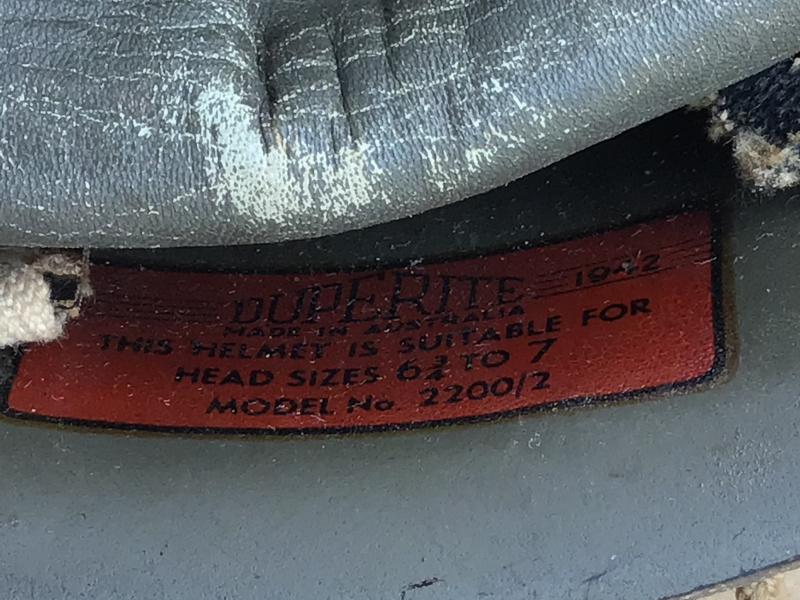 DUPERITE 1942
MADE IN AUSTRALIA
THIS HELMET IS SUITABLE FOR
HEAD SIZES 6¾ TO 7
MODEL No. 2200/2